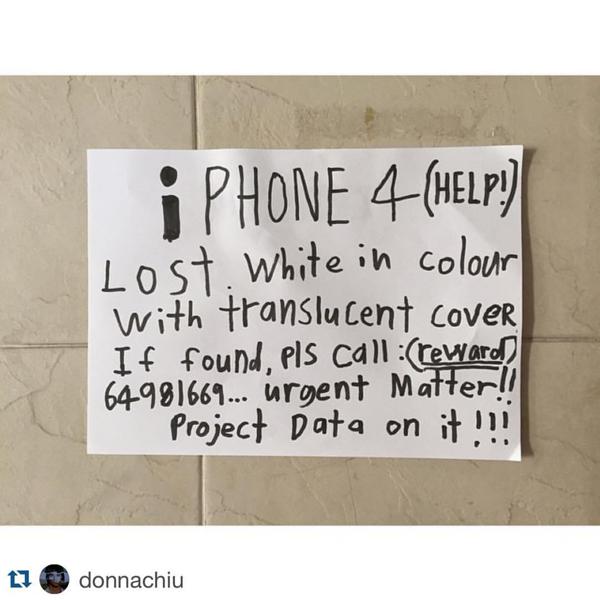 iPHONE 4 (HELP!)
LOST. White in colour
With translucent COVER
If found, pls call :(reward)
64981669... urgent Matter!!
Project Data on it !!!
donnachiu